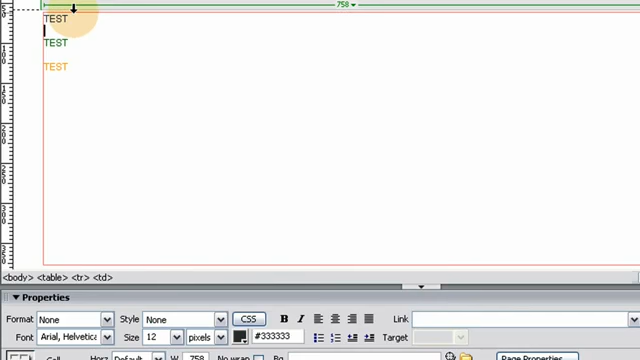 758
TEST
TEST
TEST
<body> <table> <tr> <td>
Properties
Format None Style None CSS B I Link
Font Arial, Helvetica Size 12 pixels #333333 Target
Cell Horz Default W 758 No wrap Bg Page Properties...